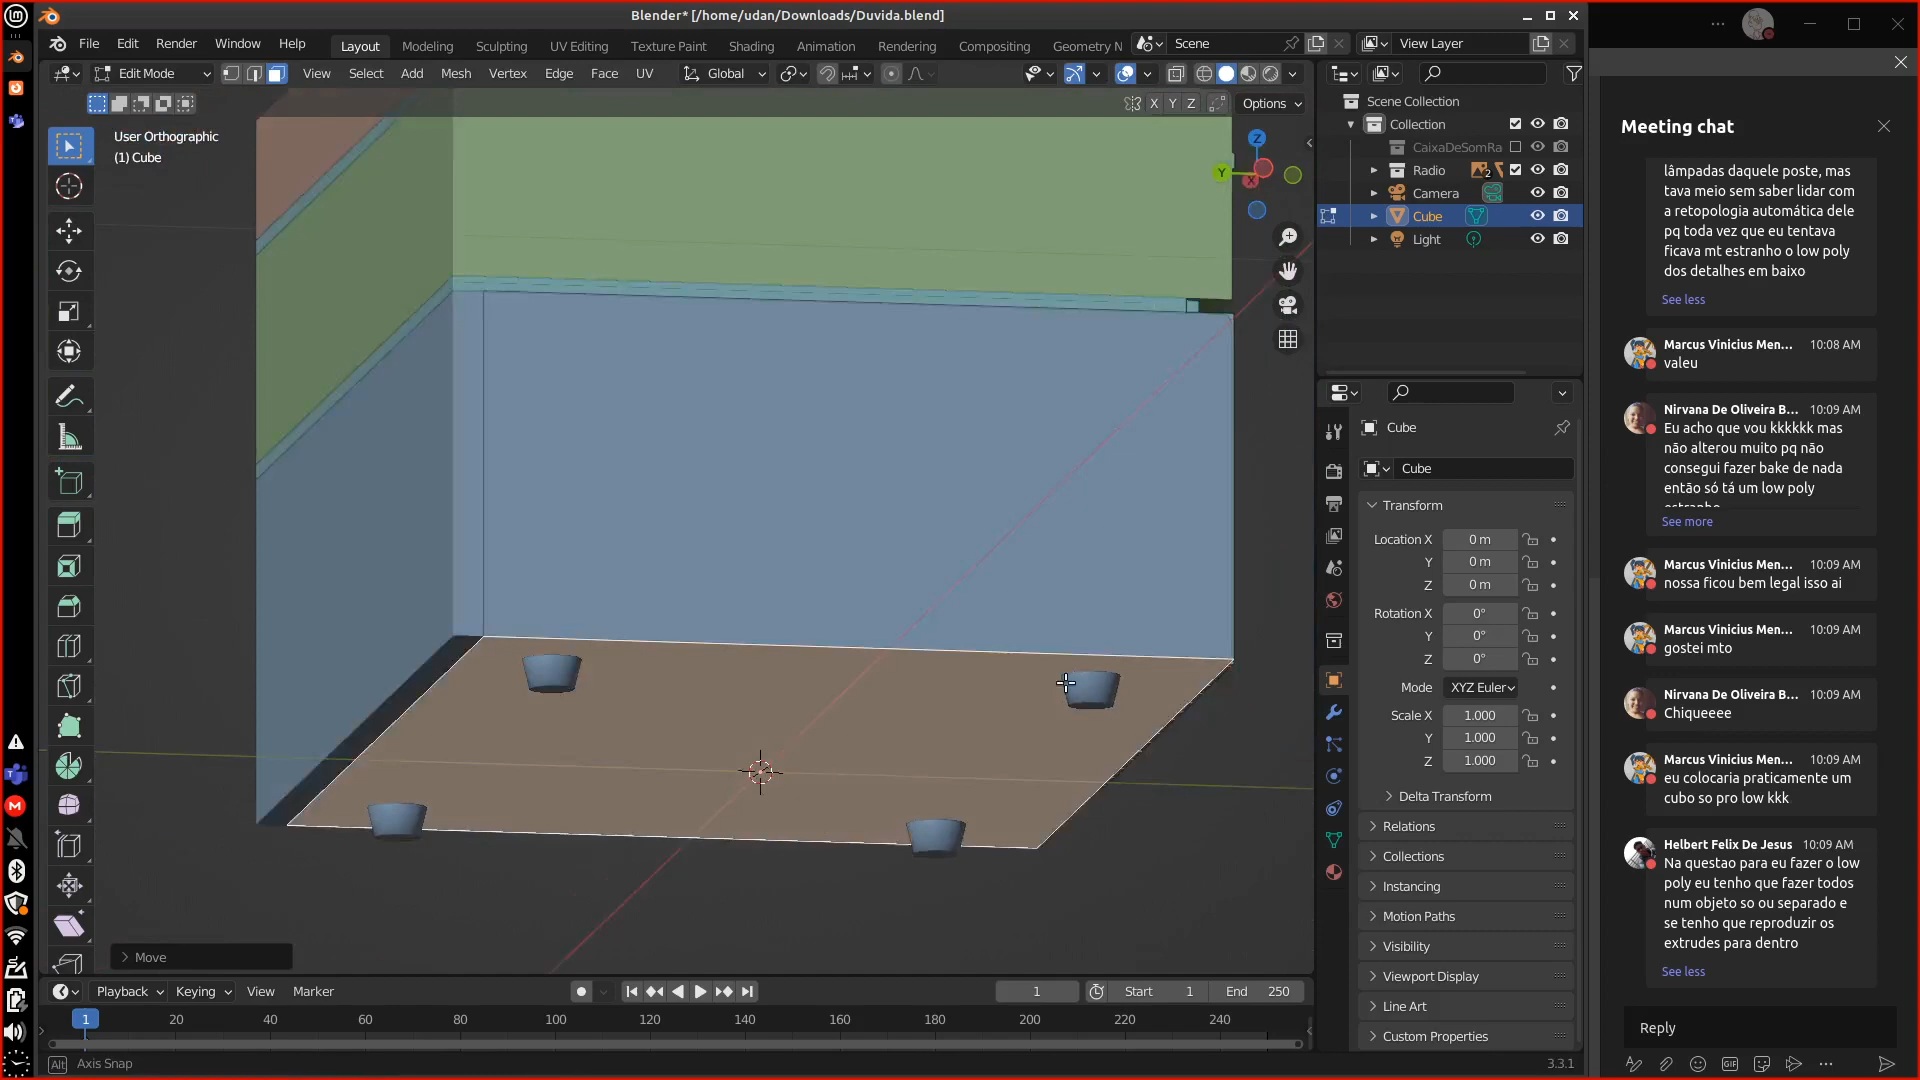 Blender* [/home/udan/Downloads/Duvida.blend]
File Edit Render Window Help Layout Modeling Sculpting UV Editing Texture Paint Shading Animation Rendering Compositing Geometry N Scene View Layer
Edit Mode View Select Add Mesh Vertex Edge Face UV Global
X Y Z Options
User Orthographic
(1) Cube
Z
Y
X
Move
Scene Collection
Collection
CaixaDeSomRa
Radio 2
Camera
Cube
Light
Cube
Cube
Transform
Location X 0 m
Y 0 m
Z 0 m
Rotation X 0°
Y 0°
Z 0°
Mode XYZ Euler
Scale X 1.000
Y 1.000
Z 1.000
Delta Transform
Relations
Collections
Instancing
Motion Paths
Visibility
Viewport Display
Line Art
Custom Properties
Playback Keying View Marker 1 Start 1 End 250
1 20 40 60 80 100 120 140 160 180 200 220 240
Alt Axis Snap 3.3.1
Meeting chat
lâmpadas daquele poste, mas
tava meio sem saber lidar com
a retopologia automática dele
pq toda vez que eu tentava
ficava mt estranho o low poly
dos detalhes em baixo
See less
Marcus Vinicius Men... 10:08 AM
valeu
Nirvana De Oliveira B... 10:09 AM
Eu acho que vou kkkkkk mas
não alterou muito pq não
consegui fazer bake de nada
então só tá um low poly
estranho
See more
Marcus Vinicius Men... 10:09 AM
nossa ficou bem legal isso ai
Marcus Vinicius Men... 10:09 AM
gostei mto
Nirvana De Oliveira B... 10:09 AM
Chiqueeee
Marcus Vinicius Men... 10:09 AM
eu colocaria praticamente um
cubo so pro low kkk
Helbert Felix De Jesus 10:09 AM
Na questao para eu fazer o low
poly eu tenho que fazer todos
num objeto so ou separado e
se tenho que reproduzir os
extrudes para dentro
See less
Reply
GIF